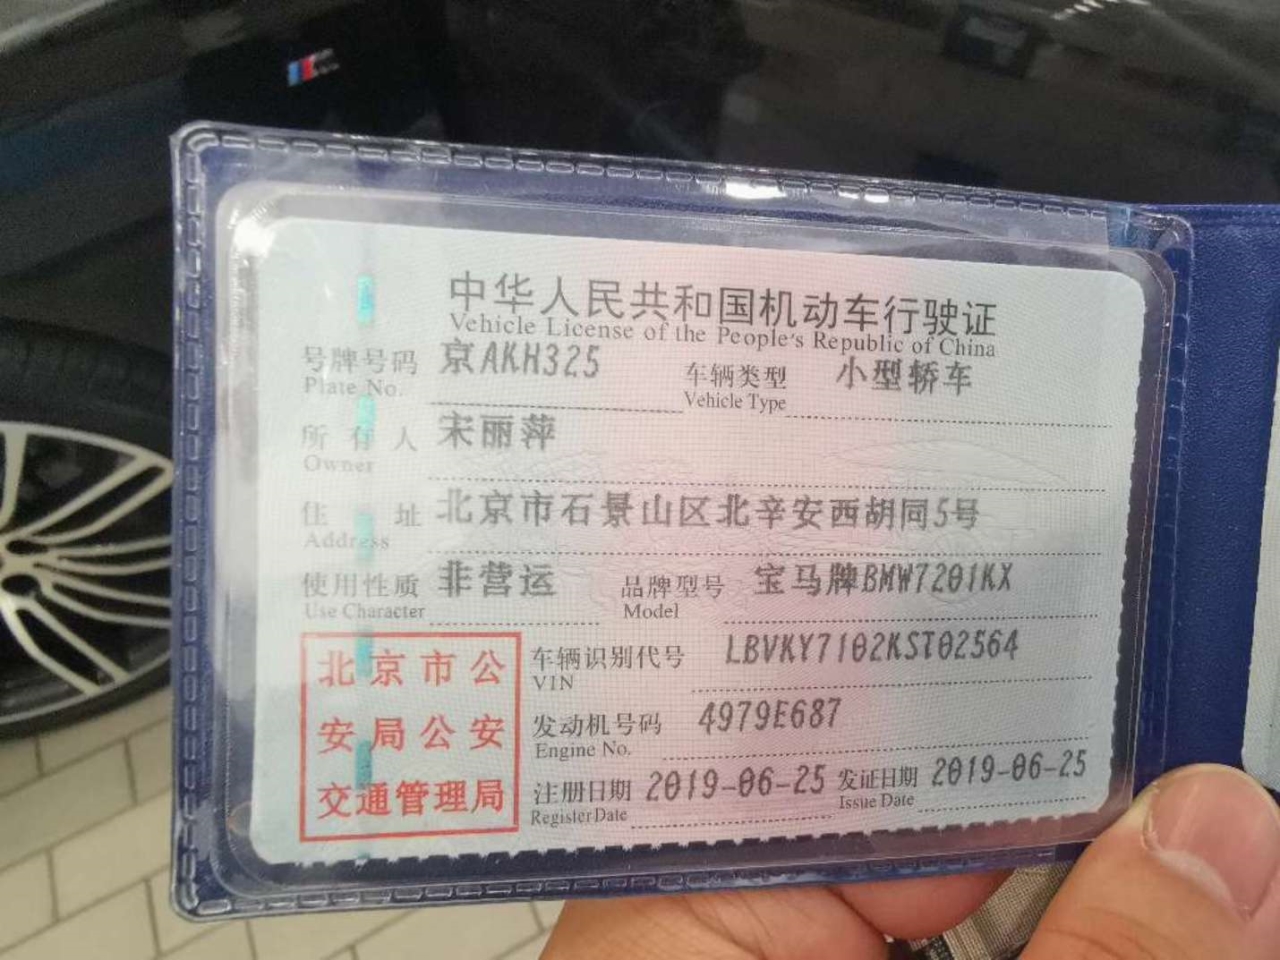 中华人民共和国机动车行驶证
Vehicle License of the People's Republic of China
号牌号码 京AKH325 车辆类型 小型轿车
Plate No. Vehicle Type
所有人 宋丽萍
Owner
住址 北京市石景山区北辛安西胡同5号
Address
使用性质 非营运 品牌型号 宝马牌BMW7201KX
Use Character Model
北京市公
安局公安
交通管理局
车辆识别代号 LBVKY7102KST02564
VIN
发动机号码 4979E687
Engine No.
注册日期 2019-06-25 发证日期 2019-06-25
Register Date Issue Date